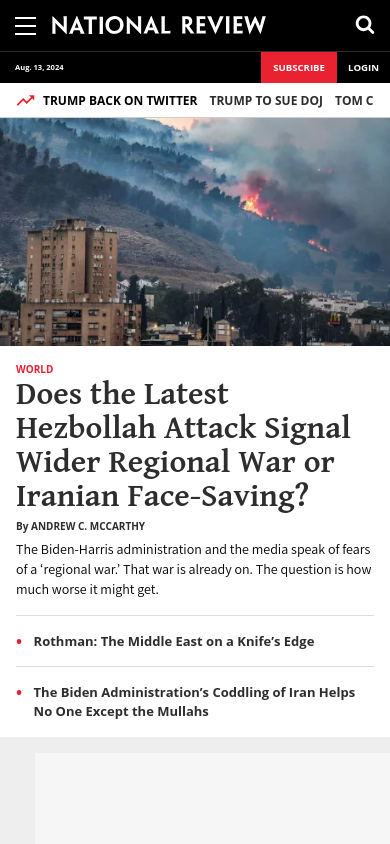 NATIONAL REVIEW
Aug. 13, 2024
SUBSCRIBE
LOGIN
TRUMP BACK ON TWITTER TRUMP TO SUE DOJ TOM C
WORLD
Does the Latest
Hezbollah Attack Signal
Wider Regional War or
Iranian Face-Saving?
By ANDREW C. MCCARTHY
The Biden-Harris administration and the media speak of fears
of a ‘regional war.’ That war is already on. The question is how
much worse it might get.
• Rothman: The Middle East on a Knife’s Edge
• The Biden Administration’s Coddling of Iran Helps
No One Except the Mullahs